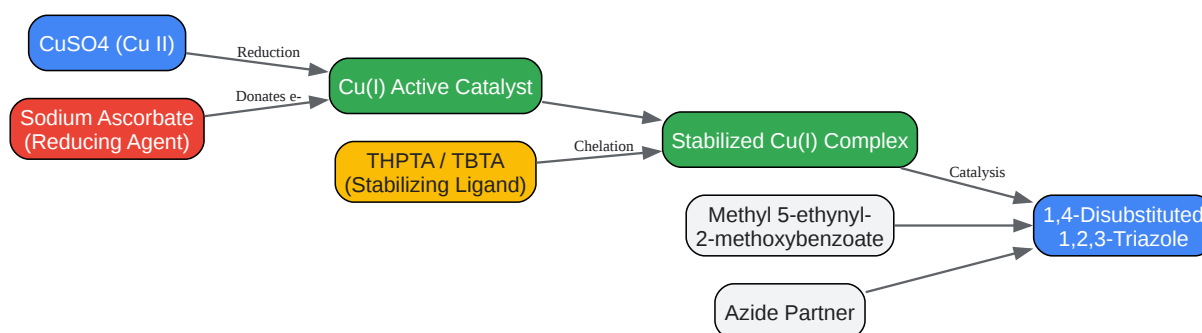 CuSO4 (Cu II)
Reduction
Sodium Ascorbate
(Reducing Agent)
Donates e-
Cu(I) Active Catalyst
THPTA / TBTA
(Stabilizing Ligand)
Chelation
Stabilized Cu(I) Complex
Catalysis
Methyl 5-ethynyl-
2-methoxybenzoate
1,4-Disubstituted
1,2,3-Triazole
Azide Partner